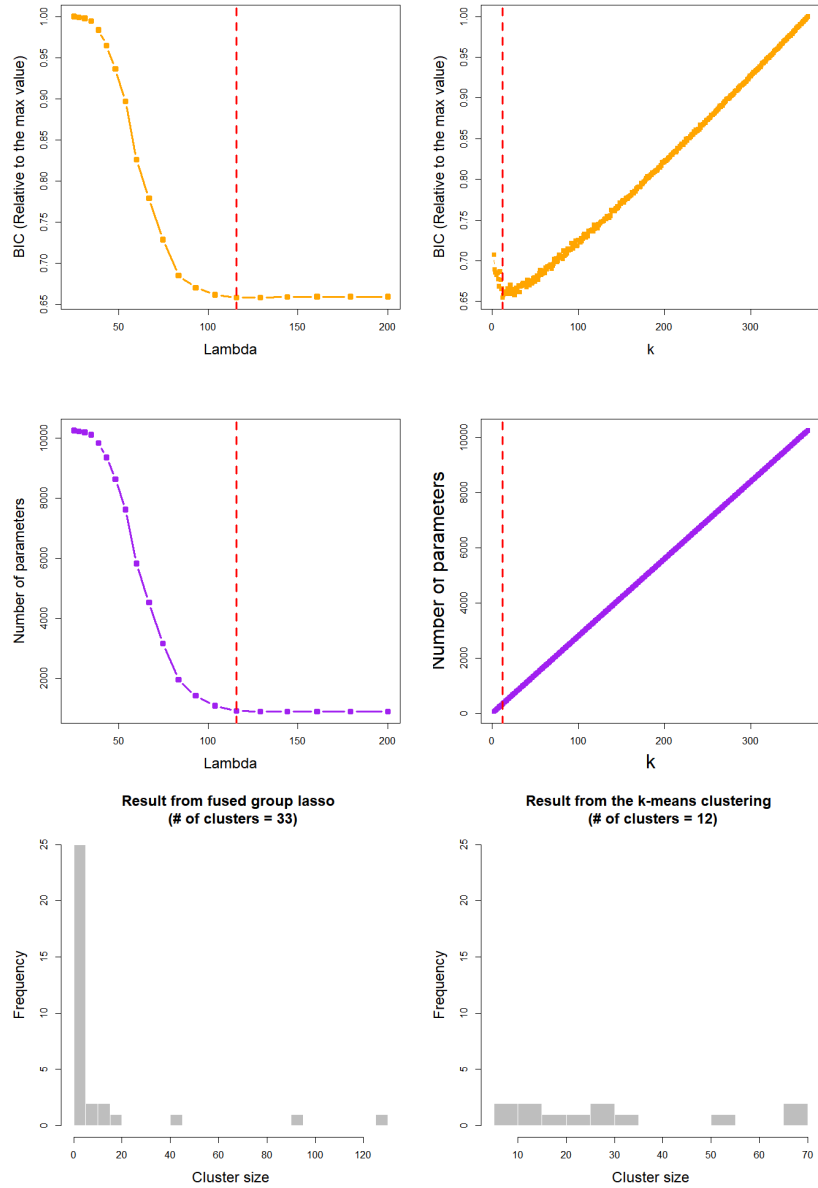 BIC (Relative to the max value)
0.65 0.70 0.75 0.80 0.85 0.90 0.95 1.00
50 100 150 200
Lambda
BIC (Relative to the max value)
0.65 0.70 0.75 0.80 0.85 0.90 0.95 1.00
0 100 200 300
k
Number of parameters
2000 4000 6000 8000 10000
50 100 150 200
Lambda
Number of parameters
0 2000 4000 6000 8000 10000
0 100 200 300
k
Result from fused group lasso
(# of clusters = 33)
Frequency
0 5 10 15 20 25
0 20 40 60 80 100 120
Cluster size
Result from the k-means clustering
(# of clusters = 12)
Frequency
0 5 10 15 20 25
10 20 30 40 50 60 70
Cluster size